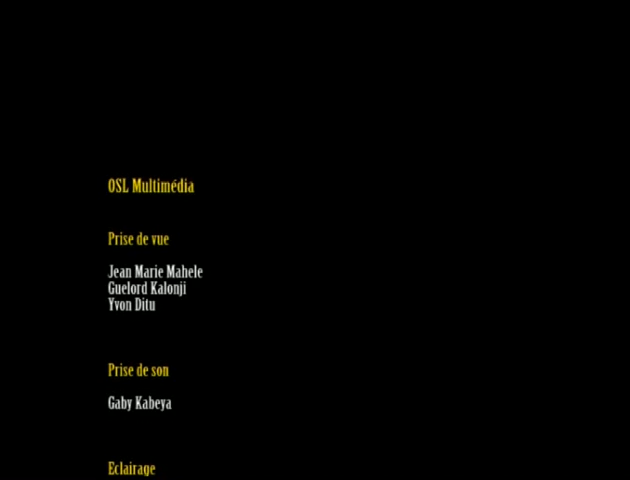 OSL Multimédia
Prise de vue
Jean Marie Mahele
Guelord Kalonji
Yvon Ditu
Prise de son
Gaby Kabeya
Eclairage